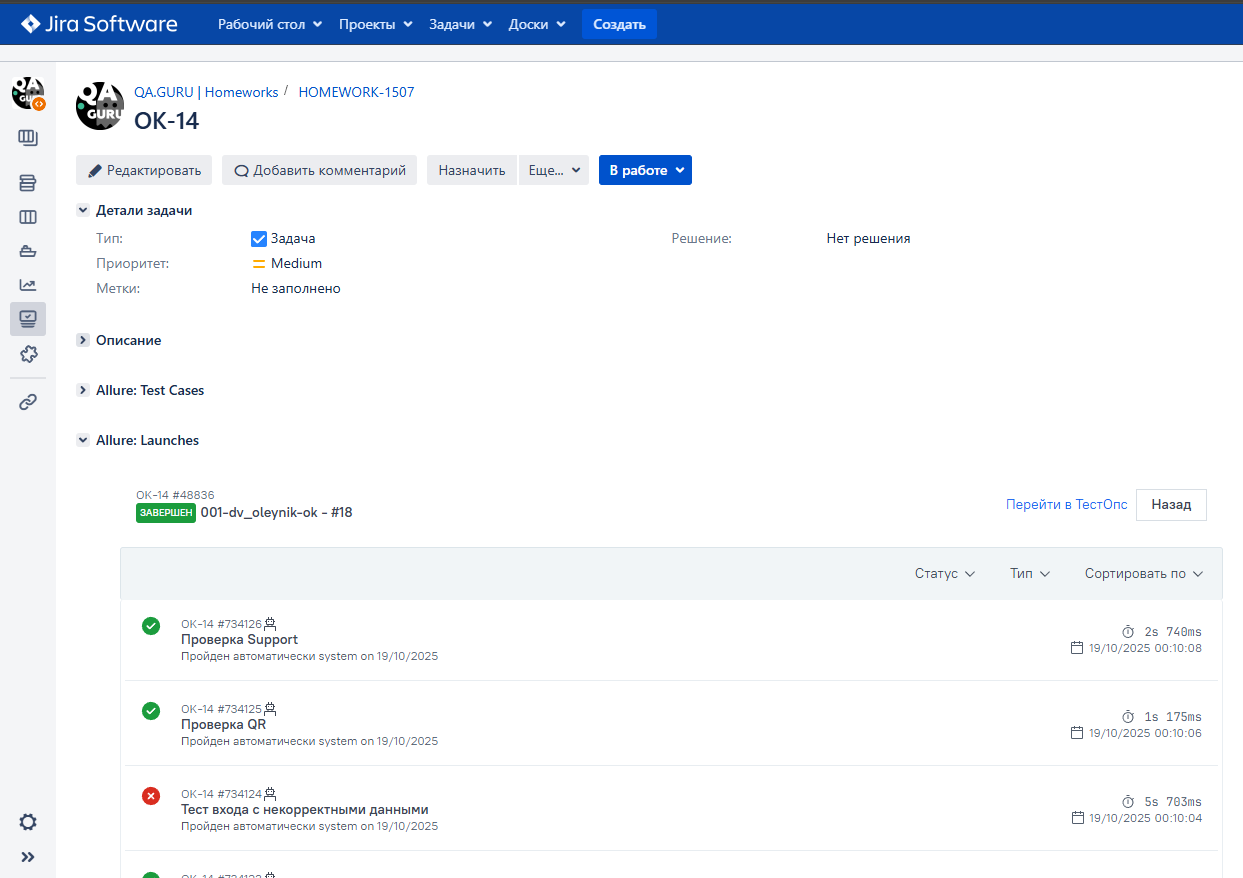 Jira Software
Рабочий стол Проекты Задачи Доски Создать
QA.GURU | Homeworks / HOMEWORK-1507
OK-14
Редактировать Добавить комментарий Назначить Еще... В работе
Детали задачи
Тип: Задача Решение: Нет решения
Приоритет: Medium
Метки: Не заполнено
Описание
Allure: Test Cases
Allure: Launches
OK-14 #48836
ЗАВЕРШЕН 001-dv_oleynik-ok - #18
Перейти в ТестОпс Назад
Статус Тип Сортировать по
OK-14 #734126
Проверка Support
Пройден автоматически system on 19/10/2025
2s 740ms
19/10/2025 00:10:08
OK-14 #734125
Проверка QR
Пройден автоматически system on 19/10/2025
1s 175ms
19/10/2025 00:10:06
OK-14 #734124
Тест входа с некорректными данными
Пройден автоматически system on 19/10/2025
5s 703ms
19/10/2025 00:10:04